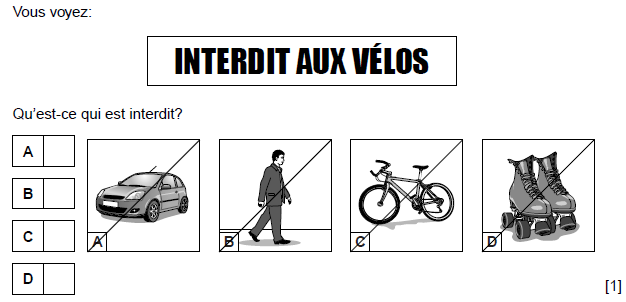 Vous voyez:
INTERDIT AUX VÉLOS
Qu'est-ce qui est interdit?
A
B
C
D
A
B
C
D
[1]